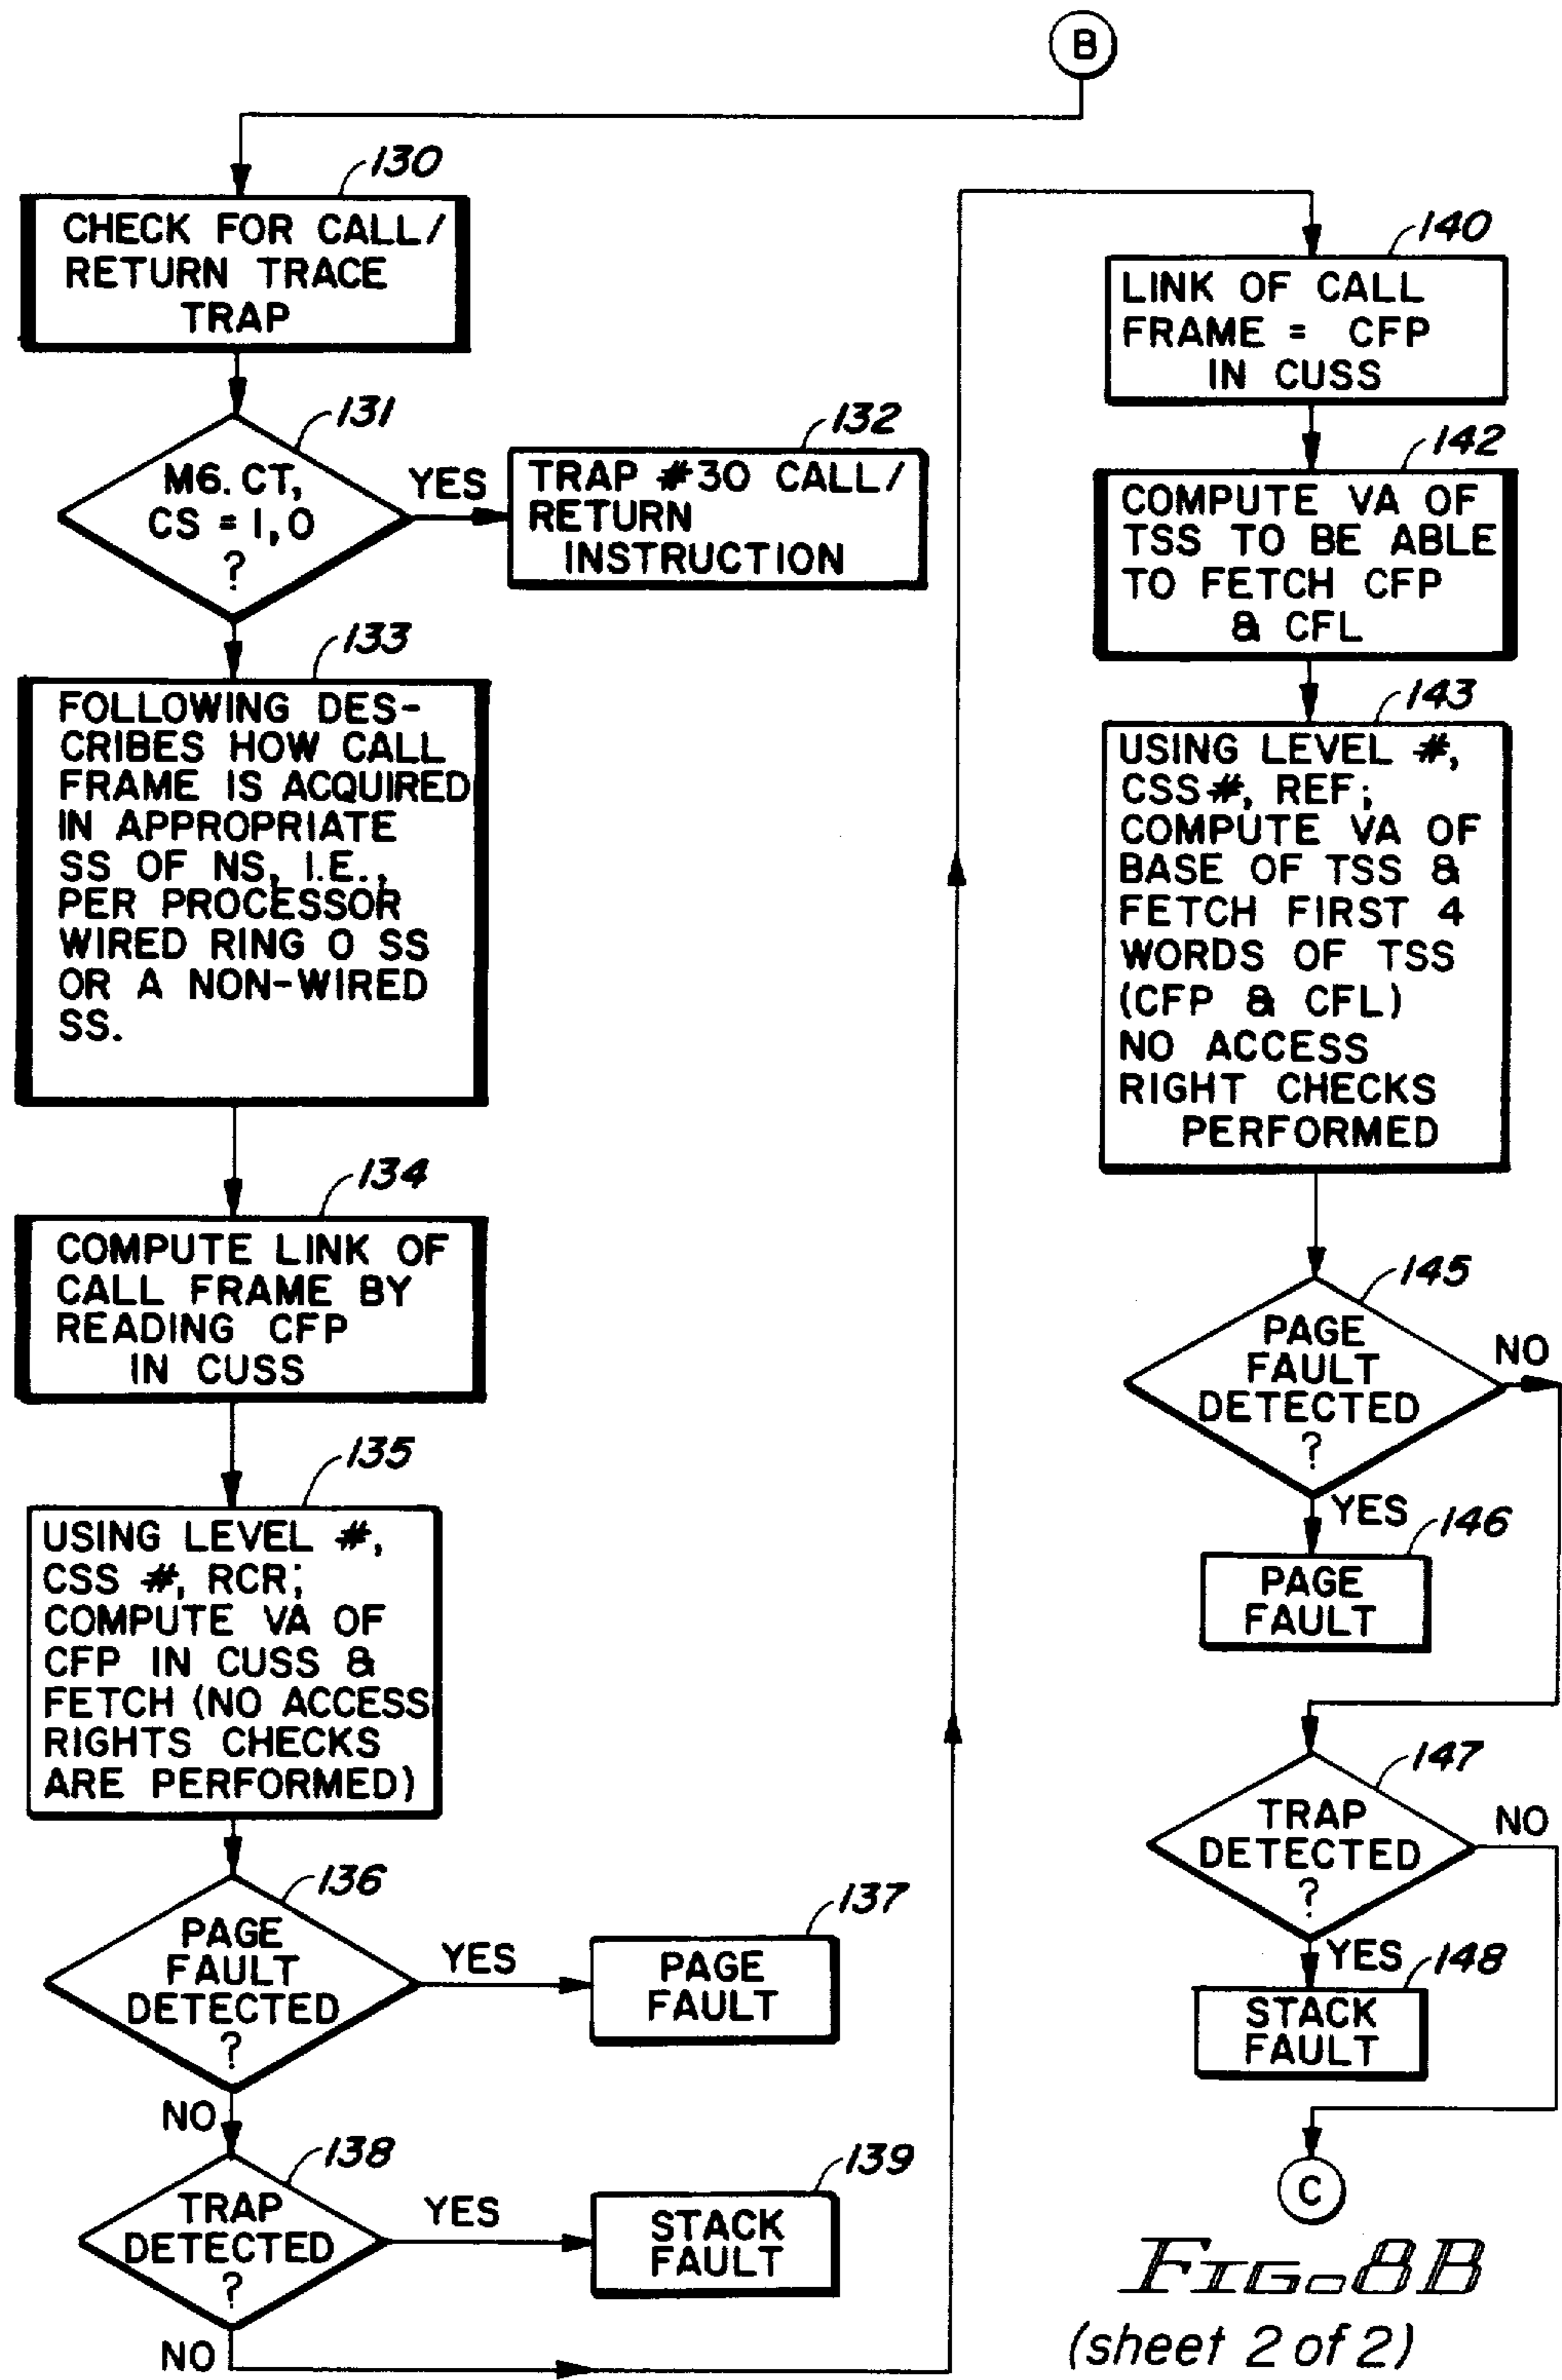 B
130
CHECK FOR CALL/
RETURN TRACE
TRAP
131
M6.CT,
CS = 1,0
?
YES
132
TRAP #30 CALL/
RETURN
INSTRUCTION
133
FOLLOWING DES-
CRIBES HOW CALL
FRAME IS ACQUIRED
IN APPROPRIATE
SS OF NS, I.E.,
PER PROCESSOR
WIRED RING O SS
OR A NON-WIRED
SS.
134
COMPUTE LINK OF
CALL FRAME BY
READING CFP
IN CUSS
135
USING LEVEL #,
CSS #, RCR;
COMPUTE VA OF
CFP IN CUSS &
FETCH (NO ACCESS
RIGHTS CHECKS
ARE PERFORMED)
136
PAGE
FAULT
DETECTED
?
YES
137
PAGE
FAULT
NO
138
TRAP
DETECTED
?
YES
139
STACK
FAULT
NO
140
LINK OF CALL
FRAME = CFP
IN CUSS
142
COMPUTE VA OF
TSS TO BE ABLE
TO FETCH CFP
& CFL
143
USING LEVEL #,
CSS#, REF;
COMPUTE VA OF
BASE OF TSS &
FETCH FIRST 4
WORDS OF TSS
(CFP & CFL)
NO ACCESS
RIGHT CHECKS
PERFORMED
145
PAGE
FAULT
DETECTED
?
NO
YES
146
PAGE
FAULT
147
TRAP
DETECTED
?
NO
YES
148
STACK
FAULT
C
FIG. 8B
(sheet 2 of 2)